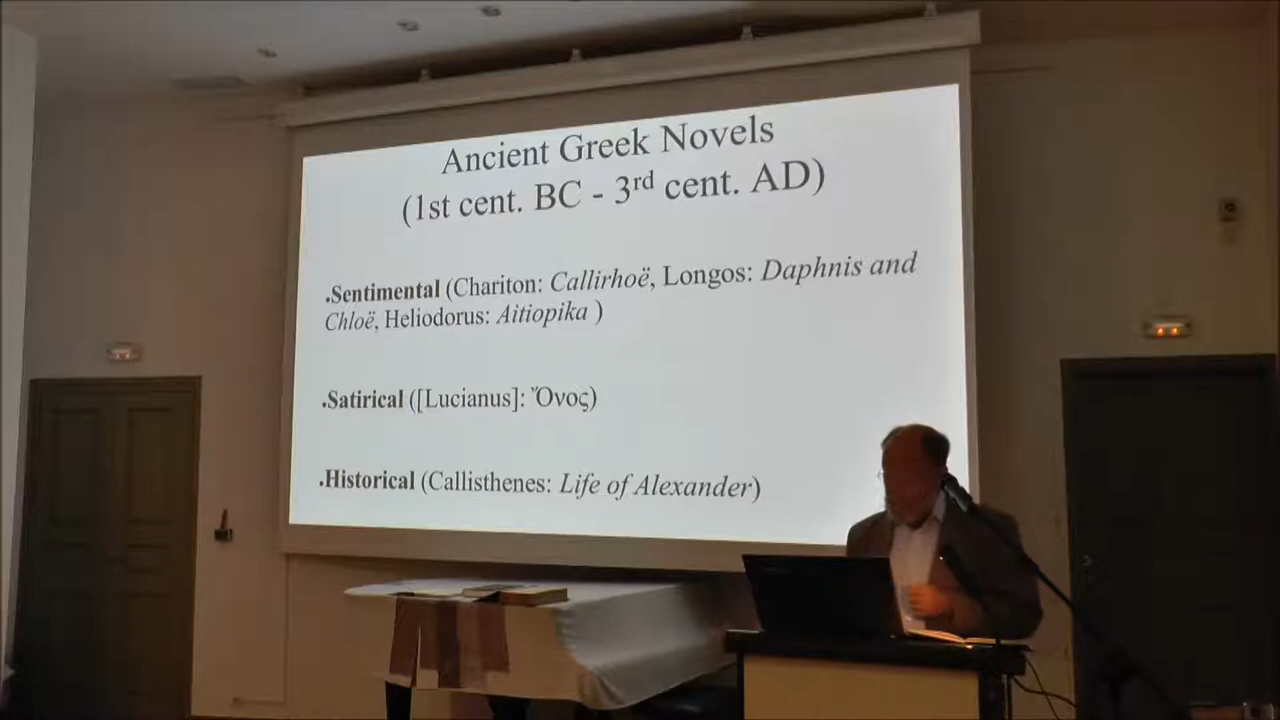 Ancient Greek Novels
(1st cent. BC - 3rd cent. AD)
.Sentimental (Chariton: Callirhoë, Longos: Daphnis and
Chloë, Heliodorus: Aitiopika )
.Satirical ([Lucianus]: Ὄνος)
.Historical (Callisthenes: Life of Alexander)